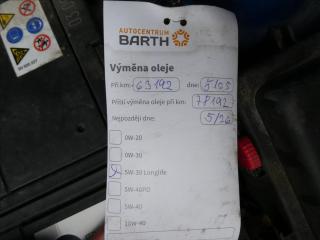 AUTOCENTRUM
BARTH
Výměna oleje
Při km: 63192 dne: 5/25
Příští výměna oleje při km: 78192
Nejpozději dne: 5/26
0W-20
0W-30
5W-30 Longlife
5W-40PD
5W-40
10W-40